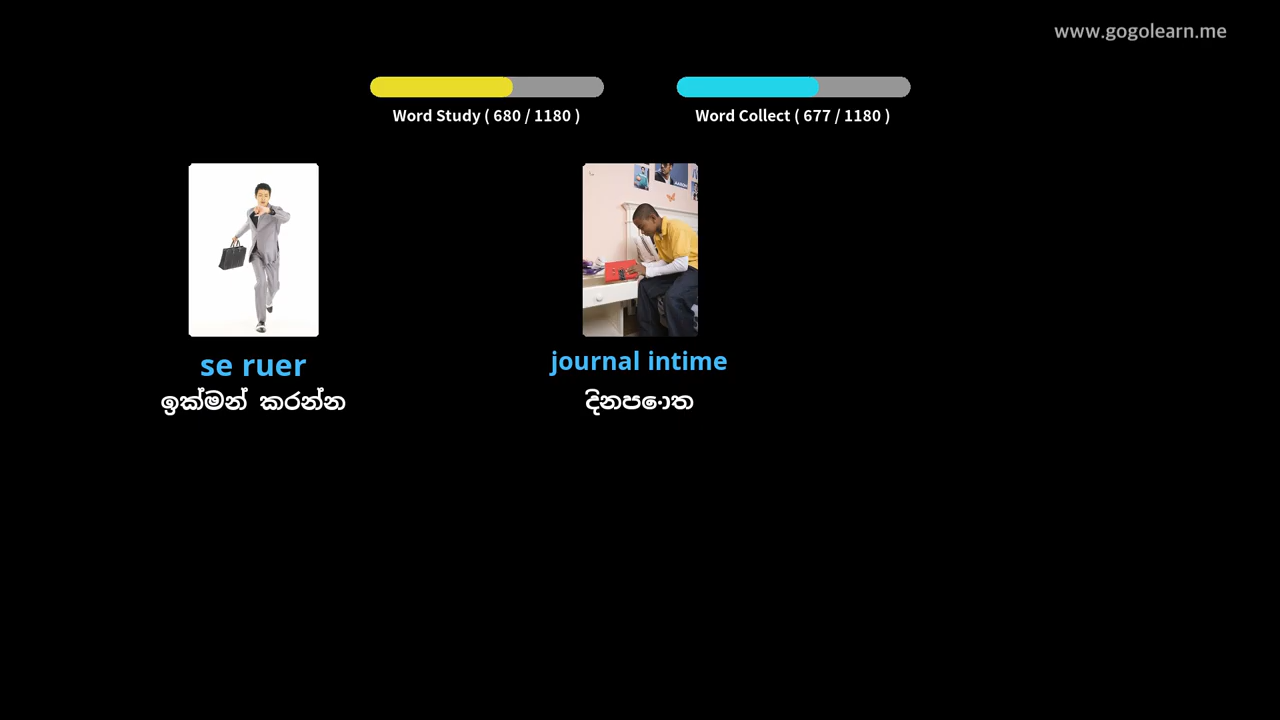 www.gogolearn.me
Word Study ( 680 / 1180 )
Word Collect ( 677 / 1180 )
se ruer
ඉක්මන් කරන්න
journal intime
දිනපොත